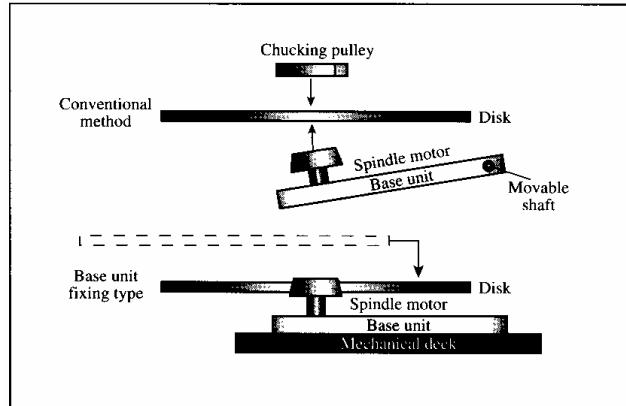 Chucking pulley
Conventional
method
Disk
Spindle motor
Base unit
Movable
shaft
Base unit
fixing type
Disk
Spindle motor
Base unit
Mechanical deck